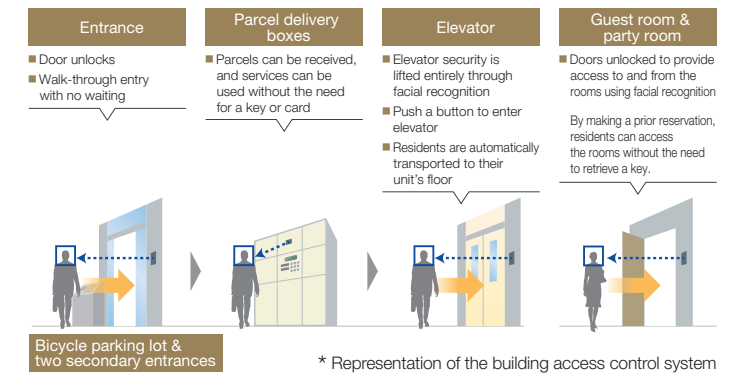 Entrance
■ Door unlocks
■ Walk-through entry
with no waiting
Parcel delivery
boxes
■ Parcels can be received,
and services can be
used without the need
for a key or card
Elevator
■ Elevator security is
lifted entirely through
facial recognition
■ Push a button to enter
elevator
■ Residents are automatically
transported to their
unit's floor
Guest room &
party room
■ Doors unlocked to provide
access to and from the
rooms using facial recognition
By making a prior reservation,
residents can access
the rooms without the need
to retrieve a key.
Bicycle parking lot &
two secondary entrances
* Representation of the building access control system